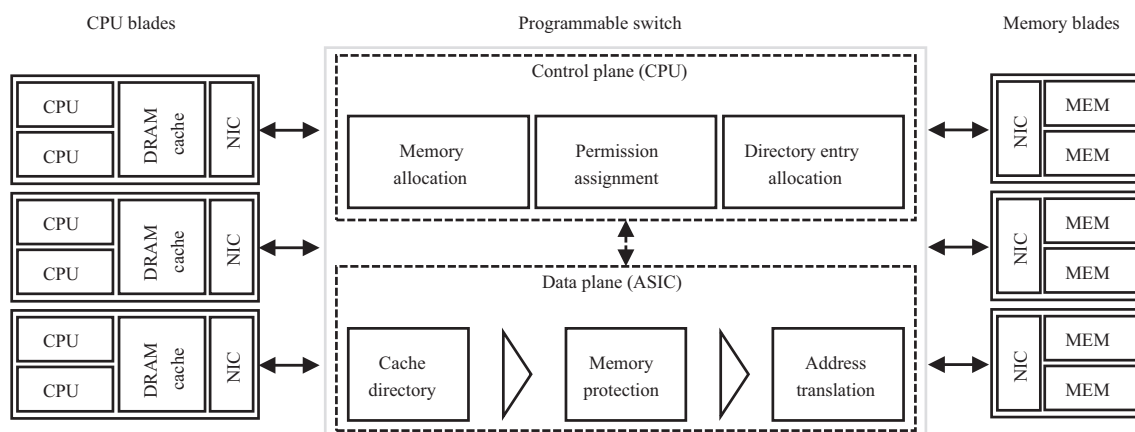 CPU blades
Programmable switch
Memory blades
CPU
CPU
DRAM
cache
NIC
CPU
CPU
DRAM
cache
NIC
CPU
CPU
DRAM
cache
NIC
Control plane (CPU)
Memory
allocation
Permission
assignment
Directory entry
allocation
Data plane (ASIC)
Cache
directory
Memory
protection
Address
translation
NIC
MEM
MEM
NIC
MEM
MEM
NIC
MEM
MEM